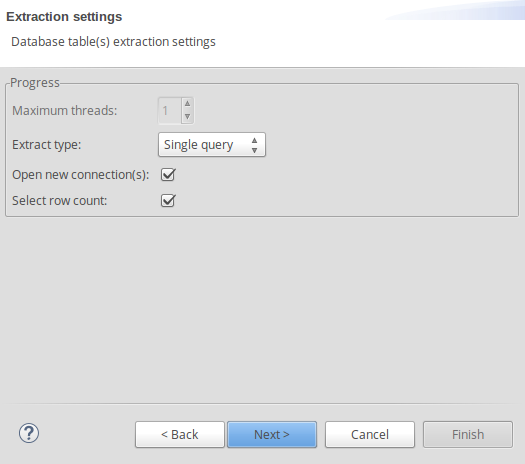 Extraction settings
Database table(s) extraction settings
Progress
Maximum threads: 1
Extract type: Single query
Open new connection(s):
Select row count:
? < Back Next > Cancel Finish